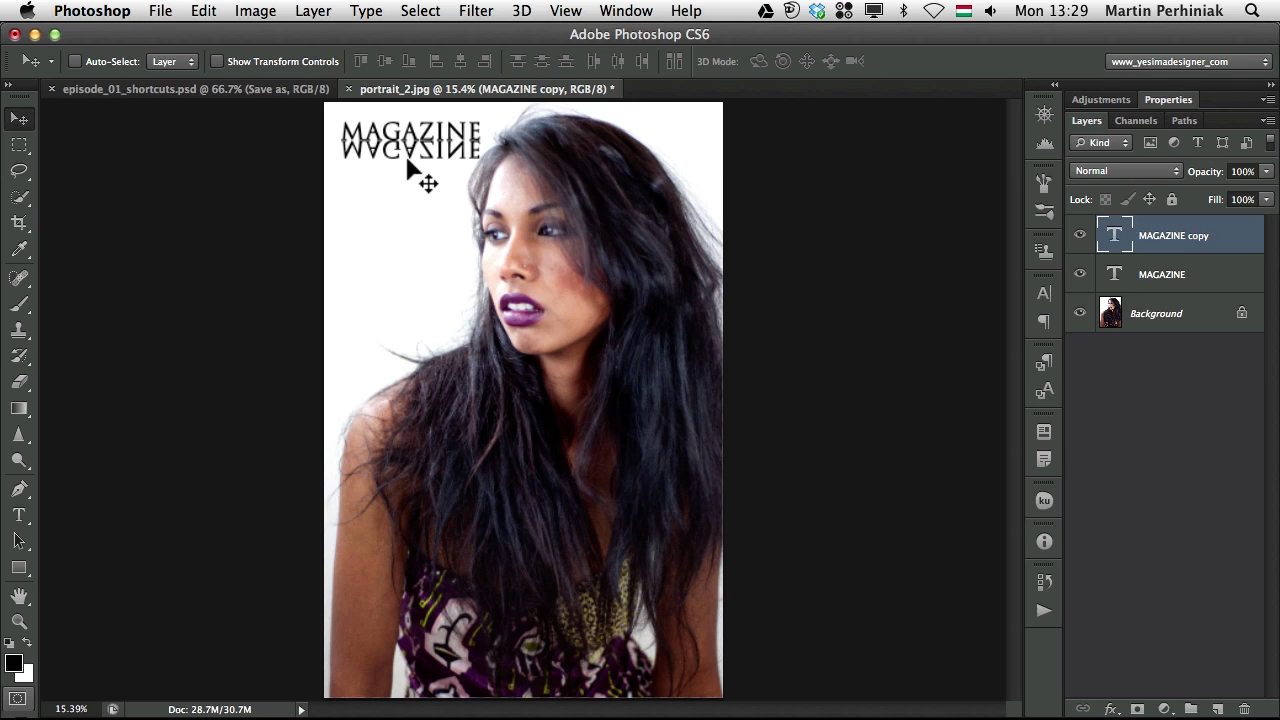 Photoshop File Edit Image Layer Type Select Filter 3D View Window Help Mon 13:29 Martin Perhiniak
Adobe Photoshop CS6
Auto-Select: Layer Show Transform Controls 3D Mode: www_yesimadesigner_com
episode_01_shortcuts.psd @ 66.7% (Save as, RGB/8) portrait_2.jpg @ 15.4% (MAGAZINE copy, RGB/8) *
Adjustments Properties
Layers Channels Paths
Kind
Normal Opacity: 100%
Lock: Fill: 100%
MAGAZINE
MAGAZINE
MAGAZINE copy
MAGAZINE
Background
A
A
ku
15.39% Doc: 28.7M/30.7M